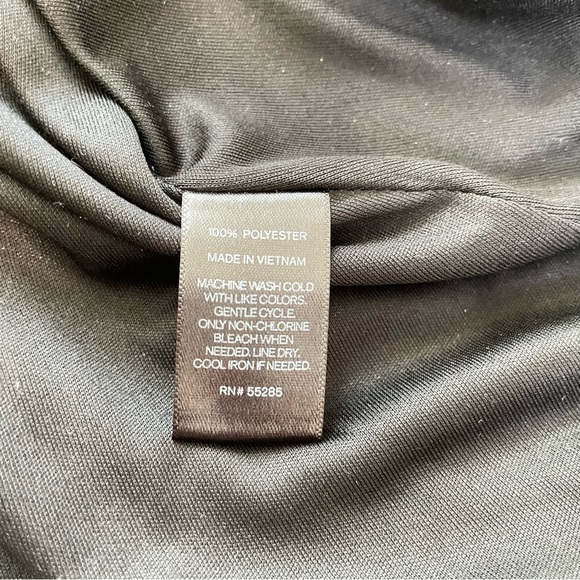 100% POLYESTER
MADE IN VIETNAM
MACHINE WASH COLD
WITH LIKE COLORS.
GENTLE CYCLE.
ONLY NON-CHLORINE
BLEACH WHEN
NEEDED. LINE DRY.
COOL IRON IF NEEDED.
RN# 55285